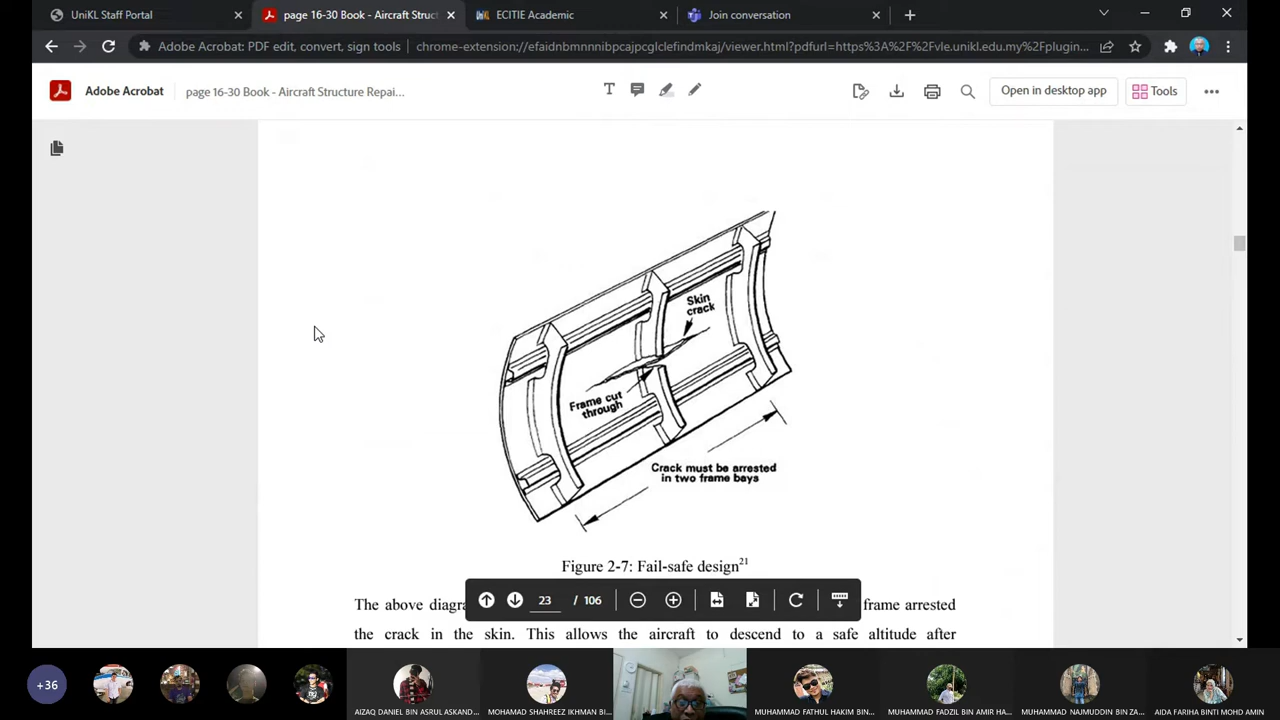 UniKL Staff Portal
page 16-30 Book - Aircraft Struct
ECITIE Academic
Join conversation
Adobe Acrobat: PDF edit, convert, sign tools
chrome-extension://efaidnbmnnnibpcajpcglclefindmkaj/viewer.html?pdfurl=https%3A%2F%2Fvle.unikl.edu.my%2Fplugin...
Adobe Acrobat
page 16-30 Book - Aircraft Structure Repai...
Open in desktop app
Tools
Skin
crack
Frame cut
through
Crack must be arrested
in two frame bays
Figure 2-7: Fail-safe design21
23 / 106
The above diagra
frame arrested
the crack in the skin. This allows the aircraft to descend to a safe altitude after
+36
AIZAQ DANIEL BIN ASRUL ASKAND...
MOHAMAD SHAHREEZ IKHMAN BI...
MUHAMMAD FATHUL HAKIM BIN...
MUHAMMAD FADZIL BIN AMIR HA...
MUHAMMAD NAJMUDDIN BIN ZA...
AIDA FARIHA BINTI MOHD AMIN